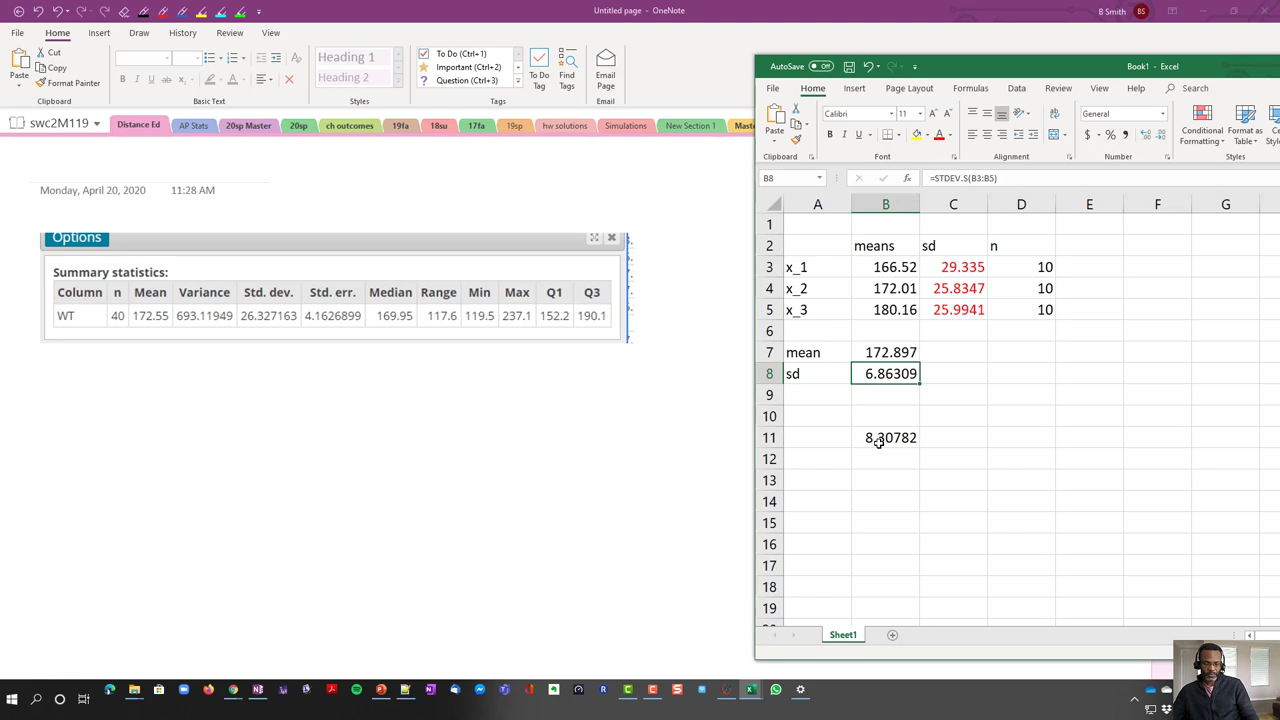 Untitled page - OneNote
B Smith BS
File Home Insert Draw History Review View
Paste Cut Copy Format Painter
Clipboard
B I U
Basic Text
Heading 1
Heading 2
Styles
To Do (Ctrl+1)
Important (Ctrl+2)
Question (Ctrl+3)
Tags
To Do Tag
Find Tags
Email Page
Email
swc2M119
Distance Ed AP Stats 20sp Master 20sp ch outcomes 19fa 18su 17fa 19sp hw solutions Simulations New Section 1 Maste
Monday, April 20, 2020 11:28 AM
Options
Summary statistics:
Column n Mean Variance Std. dev. Std. err. Median Range Min Max Q1 Q3
WT 40 172.55 693.11949 26.327163 4.1626899 169.95 117.6 119.5 237.1 152.2 190.1
AutoSave Off
Book1 - Excel
File Home Insert Draw Page Layout Formulas Data Review View Help Search
Paste
Clipboard
Calibri 11
B I U
Font
Alignment
General
$ % ,
Number
Conditional Formatting
Format as Table
Styles
B8 fx =STDEV.S(B3:B5)
A B C D E F G
1
2 means sd n
3 x_1 166.52 29.335 10
4 x_2 172.01 25.8347 10
5 x_3 180.16 25.9941 10
6
7 mean 172.897
8 sd 6.86309
9
10
11 8.30782
12
13
14
15
16
17
18
19
Sheet1